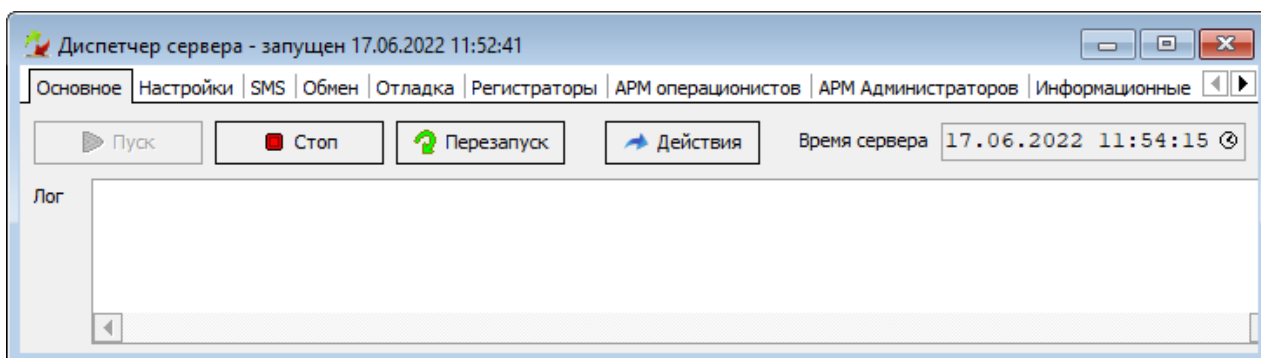 Диспетчер сервера - запущен 17.06.2022 11:52:41
Основное Настройки SMS Обмен Отладка Регистраторы АРМ операционистов АРМ Администраторов Информационные
Пуск Стоп Перезапуск Действия Время сервера 17.06.2022 11:54:15
Лог